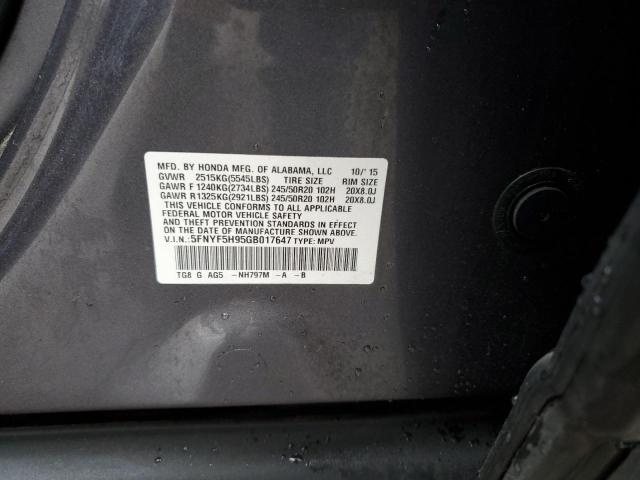 MFD. BY HONDA MFG. OF ALABAMA, LLC 10/'15
GVWR 2515KG(5545LBS) TIRE SIZE RIM SIZE
GAWR F 1240KG(2734LBS) 245/50R20 102H 20X8.0J
GAWR R1325KG(2921LBS) 245/50R20 102H 20X8.0J
THIS VEHICLE CONFORMS TO ALL APPLICABLE
FEDERAL MOTOR VEHICLE SAFETY
AND THEFT PREVENTION STANDARDS IN EFFECT
ON THE DATE OF MANUFACTURE SHOWN ABOVE.
V.I.N.:5FNYF5H95GB017647 TYPE: MPV
TG8 G AG5 -NH797M -A -B